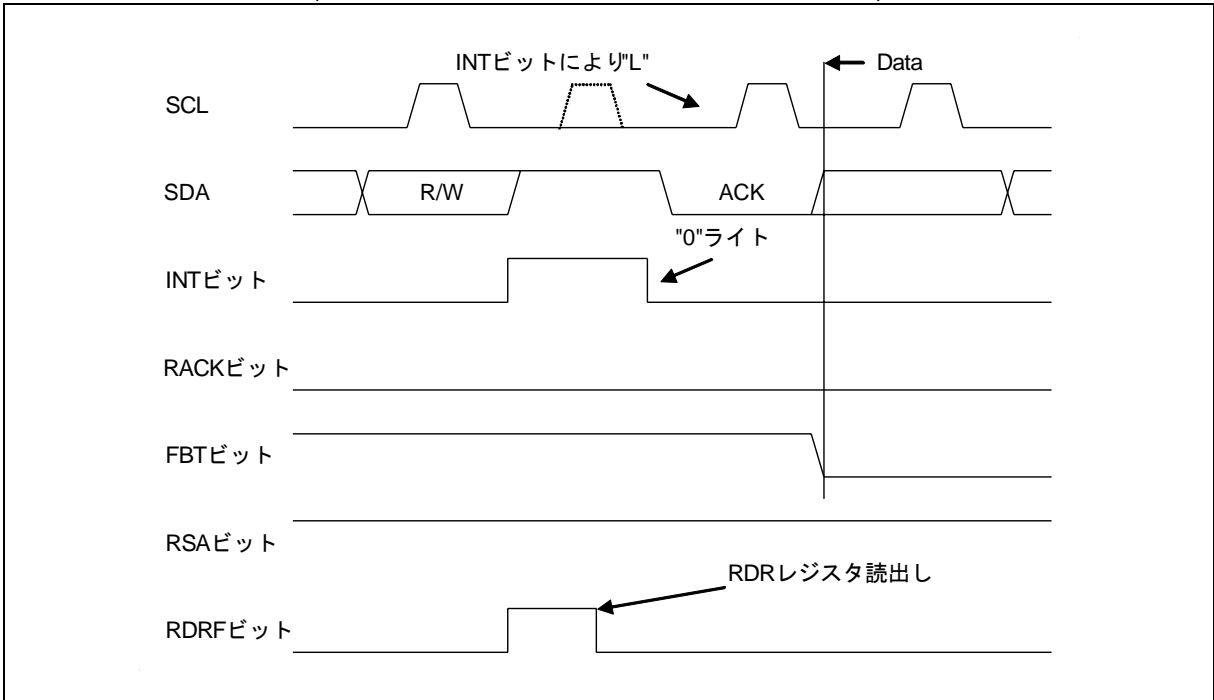 INTビットにより"L"
Data
SCL
SDA
R/W
ACK
"0"ライト
INTビット
RACKビット
FBTビット
RSAビット
RDRレジスタ読出し
RDRFビット